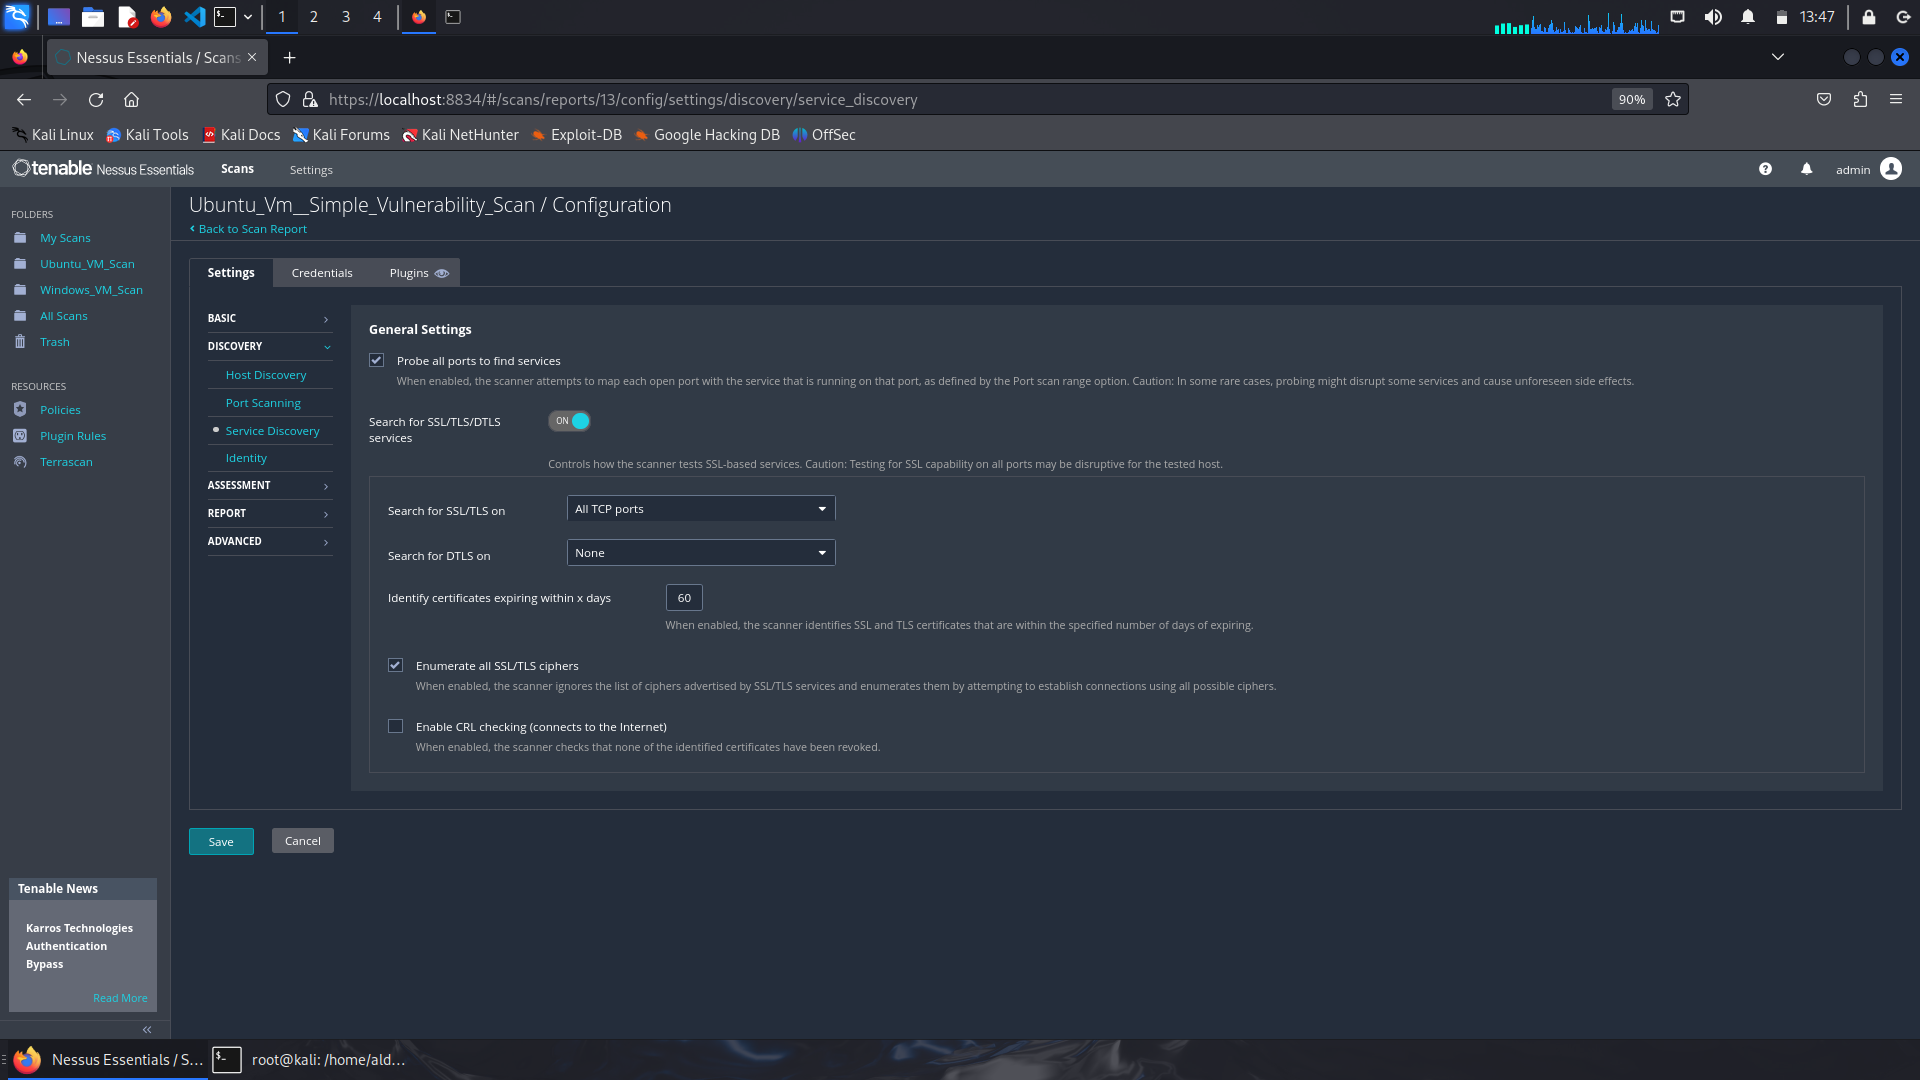 1
2
3
4
13:47
Nessus Essentials / Scans
https://localhost:8834/#/scans/reports/13/config/settings/discovery/service_discovery
90%
Kali Linux
Kali Tools
Kali Docs
Kali Forums
Kali NetHunter
Exploit-DB
Google Hacking DB
OffSec
tenable Nessus Essentials
Scans
Settings
admin
FOLDERS
My Scans
Ubuntu_VM_Scan
Windows_VM_Scan
All Scans
Trash
RESOURCES
Policies
Plugin Rules
Terrascan
Tenable News
Karros Technologies
Authentication
Bypass
Read More
Ubuntu_Vm__Simple_Vulnerability_Scan / Configuration
Back to Scan Report
Settings
Credentials
Plugins
BASIC
DISCOVERY
Host Discovery
Port Scanning
Service Discovery
Identity
ASSESSMENT
REPORT
ADVANCED
General Settings
Probe all ports to find services
When enabled, the scanner attempts to map each open port with the service that is running on that port, as defined by the Port scan range option. Caution: In some rare cases, probing might disrupt some services and cause unforeseen side effects.
Search for SSL/TLS/DTLS
services
ON
Controls how the scanner tests SSL-based services. Caution: Testing for SSL capability on all ports may be disruptive for the tested host.
Search for SSL/TLS on
All TCP ports
Search for DTLS on
None
Identify certificates expiring within x days
60
When enabled, the scanner identifies SSL and TLS certificates that are within the specified number of days of expiring.
Enumerate all SSL/TLS ciphers
When enabled, the scanner ignores the list of ciphers advertised by SSL/TLS services and enumerates them by attempting to establish connections using all possible ciphers.
Enable CRL checking (connects to the Internet)
When enabled, the scanner checks that none of the identified certificates have been revoked.
Save
Cancel
Nessus Essentials / S...
root@kali: /home/ald...